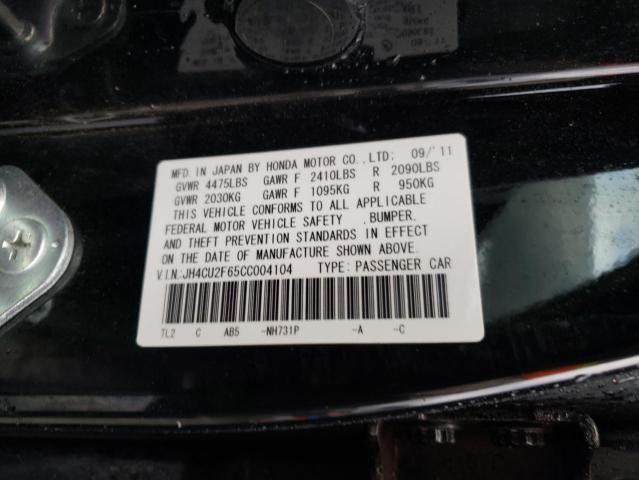 MFD. IN JAPAN BY HONDA MOTOR CO.,LTD: 09/'11
GVWR 4475LBS GAWR F 2410LBS R 2090LBS
GVWR 2030KG GAWR F 1095KG R 950KG
THIS VEHICLE CONFORMS TO ALL APPLICABLE
FEDERAL MOTOR VEHICLE SAFETY ,BUMPER,
AND THEFT PREVENTION STANDARDS IN EFFECT
ON THE DATE OF MANUFACTURE SHOWN ABOVE.
V.I.N.:JH4CU2F65CC004104 TYPE: PASSENGER CAR
TL2 C AB5 -NH731P -A -C